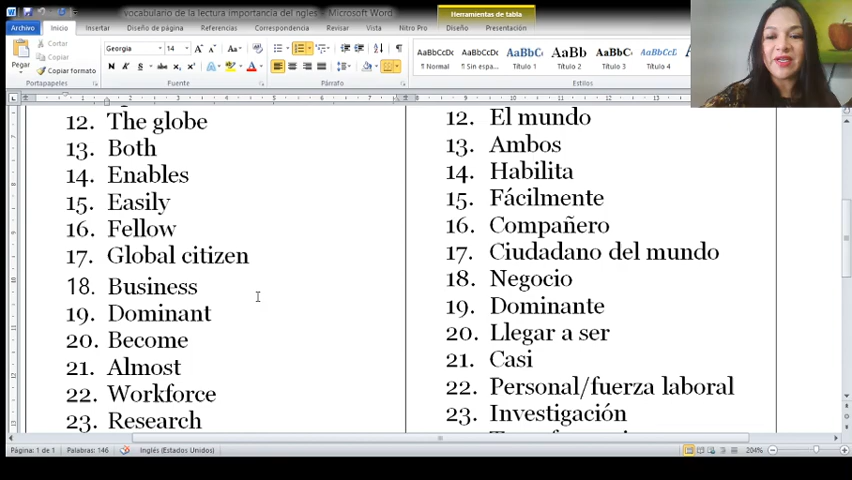 vocabulario de la lectura importancia del ngles - Microsoft Word
Herramientas de tabla
Archivo Inicio Insertar Diseño de página Referencias Correspondencia Revisar Vista Nitro Pro Diseño Presentación
Cortar
Copiar
Copiar formato
Pegar
Portapapeles
Georgia 14
Fuente
Párrafo
AaBbCcDc AaBbCcDc AaBbC AaBb AaBbC AaBbCcI
¶ Normal ¶ Sin espa... Título 1 Título 2 Título 3 Título 4
Estilos
12. The globe
13. Both
14. Enables
15. Easily
16. Fellow
17. Global citizen
18. Business
19. Dominant
20. Become
21. Almost
22. Workforce
23. Research
12. El mundo
13. Ambos
14. Habilita
15. Fácilmente
16. Compañero
17. Ciudadano del mundo
18. Negocio
19. Dominante
20. Llegar a ser
21. Casi
22. Personal/fuerza laboral
23. Investigación
Página: 1 de 1 Palabras: 146 Inglés (Estados Unidos) 204%